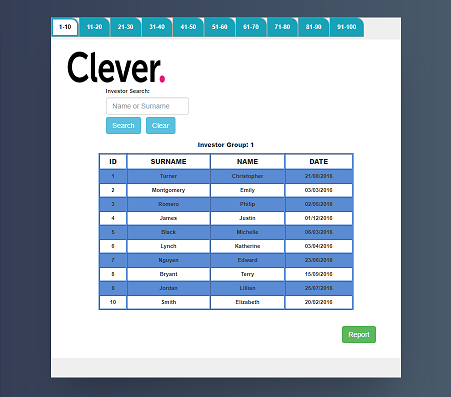 1-10 11-20 21-30 31-40 41-50 51-60 61-70 71-80 81-90 91-100
Clever.
Investor Search:
Name or Surname
Search Clear
Investor Group: 1
ID SURNAME NAME DATE
1 Turner Christopher 21/08/2016
2 Montgomery Emily 03/03/2016
3 Romero Philip 02/06/2016
4 James Justin 01/12/2016
5 Black Michelle 06/03/2016
6 Lynch Katherine 03/04/2016
7 Nguyen Edward 23/06/2016
8 Bryant Terry 15/09/2016
9 Jordan Lillian 25/07/2016
10 Smith Elizabeth 20/02/2016
Report